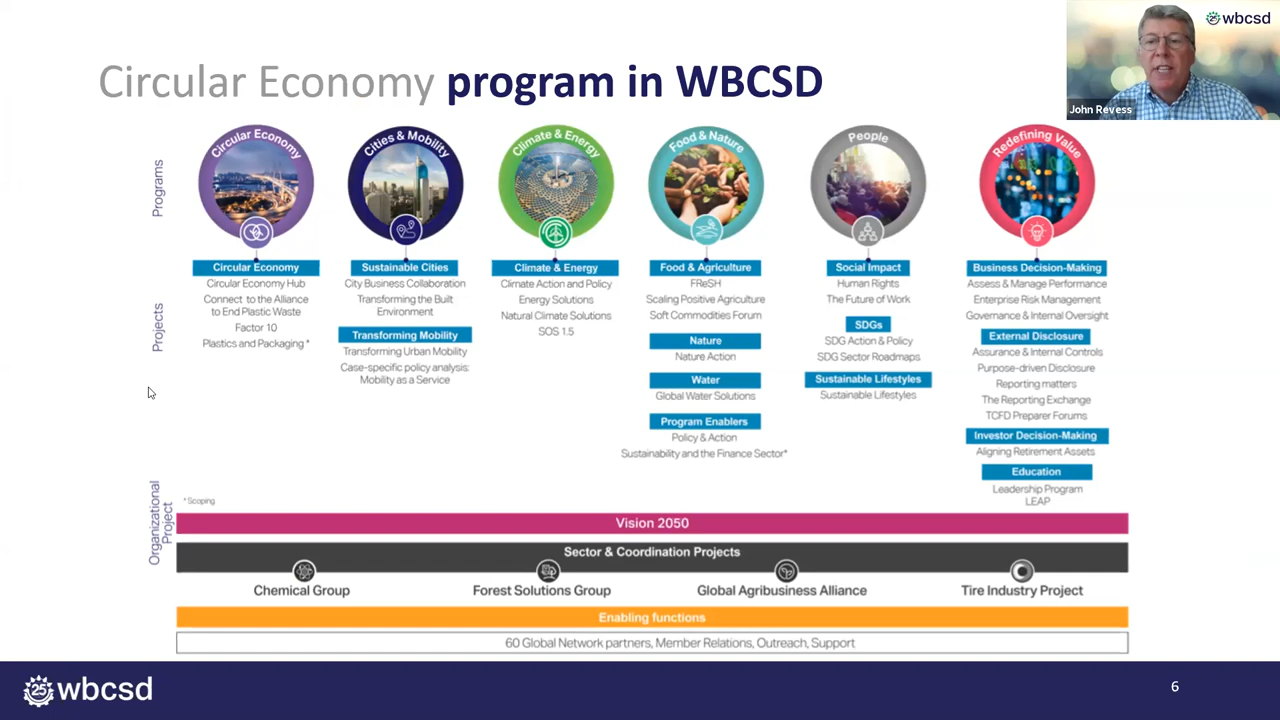 wbcsd
John Revess
Circular Economy program in WBCSD
Programs
Circular Economy
Cities & Mobility
Climate & Energy
Food & Nature
People
Redefining Value
Projects
Circular Economy
Circular Economy Hub
Connect to the Alliance
to End Plastic Waste
Factor 10
Plastics and Packaging *
Sustainable Cities
City Business Collaboration
Transforming the Built
Environment
Transforming Mobility
Transforming Urban Mobility
Case-specific policy analysis:
Mobility as a Service
Climate & Energy
Climate Action and Policy
Energy Solutions
Natural Climate Solutions
SOS 1.5
Food & Agriculture
FReSH
Scaling Positive Agriculture
Soft Commodities Forum
Nature
Nature Action
Water
Global Water Solutions
Program Enablers
Policy & Action
Sustainability and the Finance Sector*
Social Impact
Human Rights
The Future of Work
SDGs
SDG Action & Policy
SDG Sector Roadmaps
Sustainable Lifestyles
Sustainable Lifestyles
Business Decision-Making
Assess & Manage Performance
Enterprise Risk Management
Governance & Internal Oversight
External Disclosure
Assurance & Internal Controls
Purpose-driven Disclosure
Reporting matters
The Reporting Exchange
TCFD Preparer Forums
Investor Decision-Making
Aligning Retirement Assets
Education
Leadership Program
LEAP
* Scoping
Organizational
Project
Vision 2050
Sector & Coordination Projects
Chemical Group
Forest Solutions Group
Global Agribusiness Alliance
Tire Industry Project
Enabling functions
60 Global Network partners, Member Relations, Outreach, Support
25 wbcsd
6